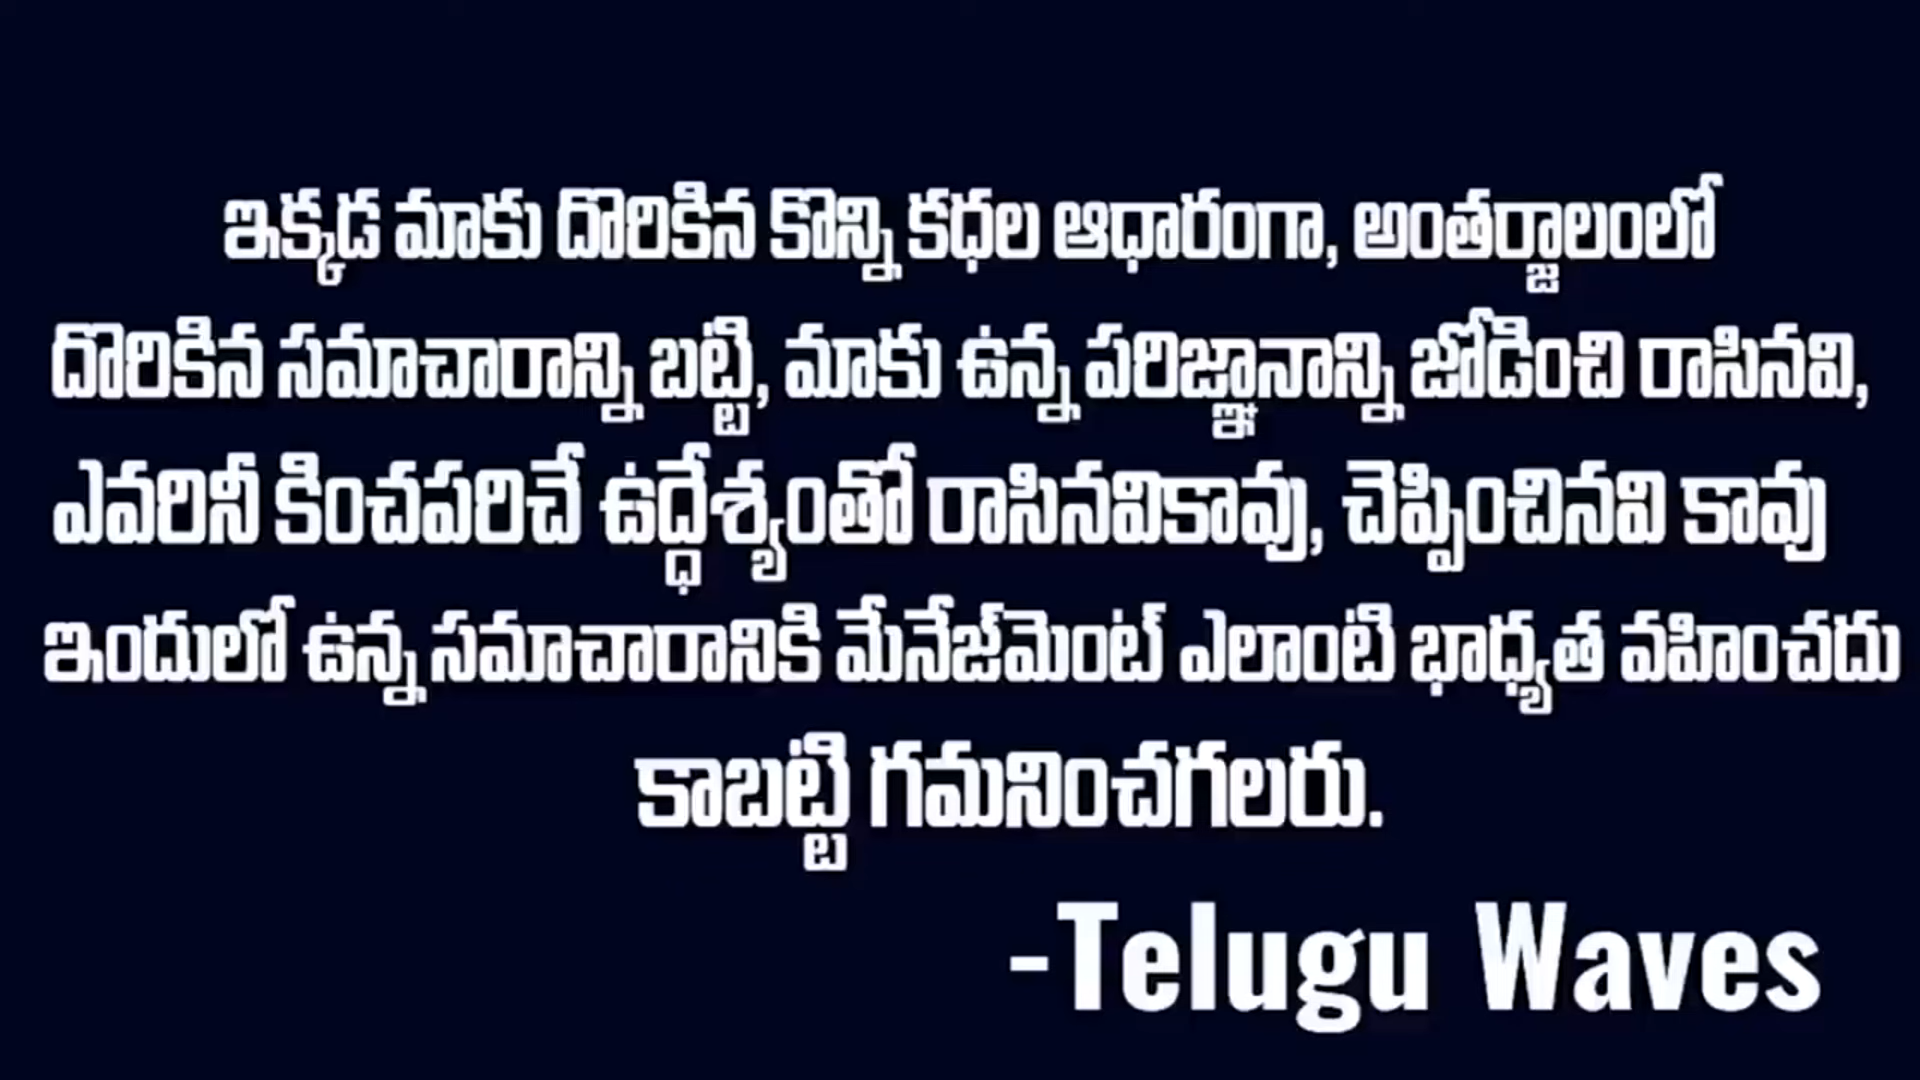 ఇక్కడ మాకు దొరికిన కొన్ని కధల ఆధారంగా, అంతర్జాలంలో
దొరికిన సమాచారాన్ని బట్టి, మాకు ఉన్న పరిజ్ఞానాన్ని జోడించి రాసినవి,
ఎవరినీ కించపరిచే ఉద్ధేశ్యంతో రాసినవికావు, చెప్పించినవి కావు
ఇందులో ఉన్న సమాచారానికి మేనేజ్‌మెంట్ ఎలాంటి భాధ్యత వహించదు
కాబట్టి గమనించగలరు.
-Telugu Waves